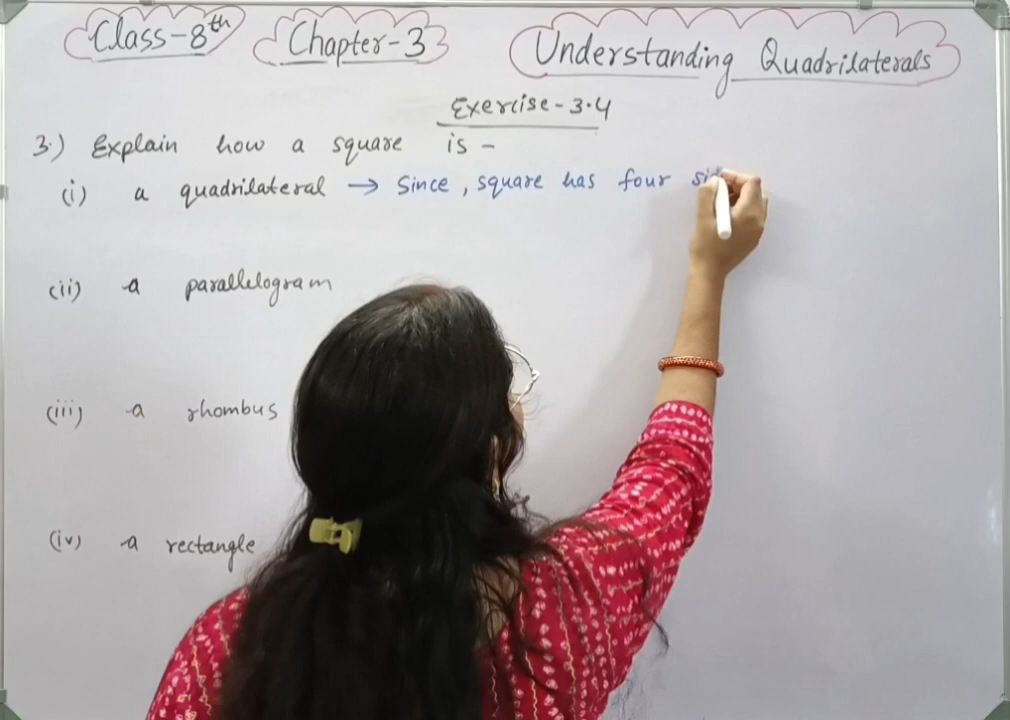 Class-8th Chapter-3 Understanding Quadrilaterals
Exercise-3.4
3.) Explain how a square is -
(i) a quadrilateral → Since, square has four
(ii) a parallelogram
(iii) a rhombus
(iv) a rectangle